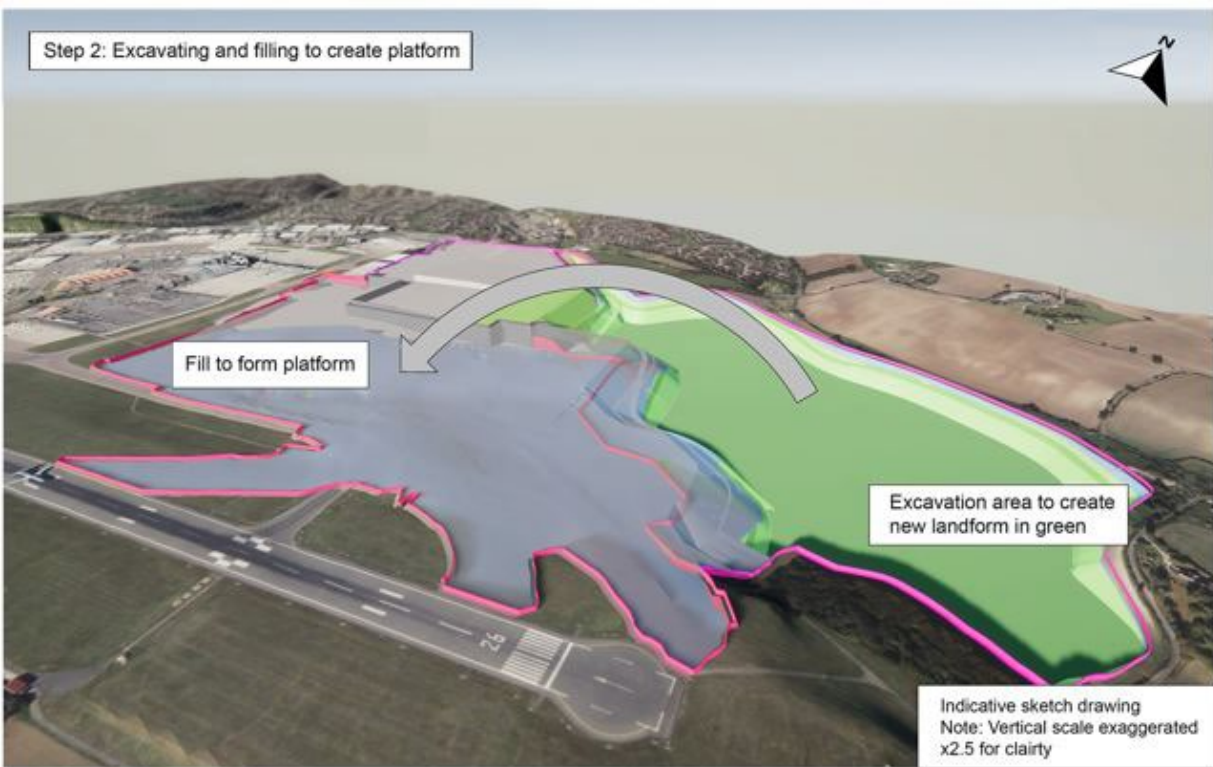 Step 2: Excavating and filling to create platform
N
Fill to form platform
Excavation area to create
new landform in green
26
Indicative sketch drawing
Note: Vertical scale exaggerated
x2.5 for clairty